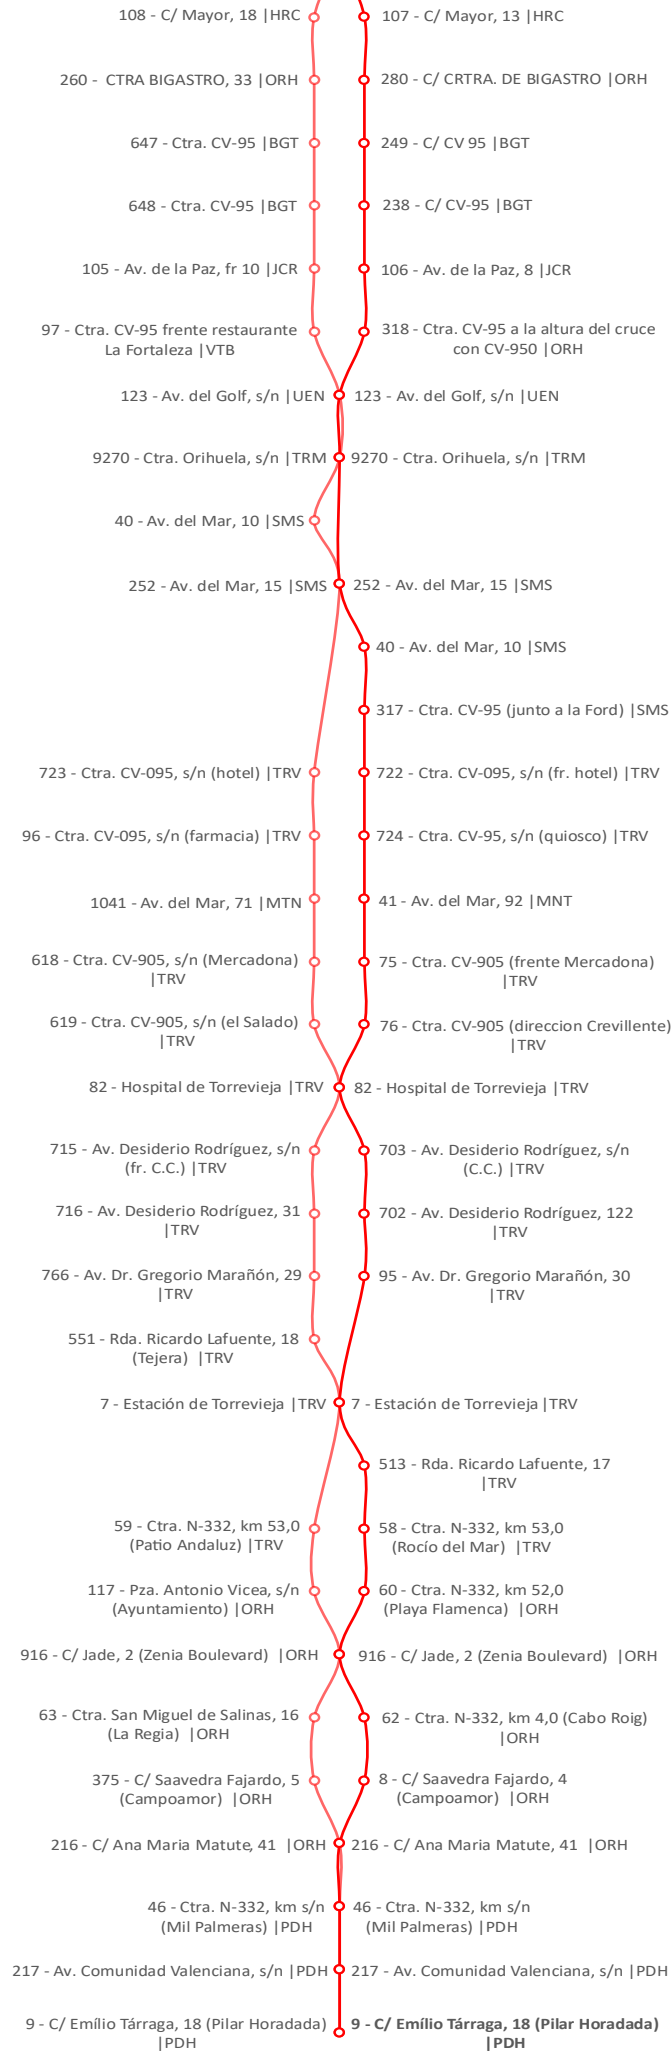 108 - C/ Mayor, 18 |HRC
107 - C/ Mayor, 13 |HRC
260 - CTRA BIGASTRO, 33 |ORH
280 - C/ CRTRA. DE BIGASTRO |ORH
647 - Ctra. CV-95 |BGT
249 - C/ CV 95 |BGT
648 - Ctra. CV-95 |BGT
238 - C/ CV-95 |BGT
105 - Av. de la Paz, fr 10 |JCR
106 - Av. de la Paz, 8 |JCR
97 - Ctra. CV-95 frente restaurante
La Fortaleza |VTB
318 - Ctra. CV-95 a la altura del cruce
con CV-950 |ORH
123 - Av. del Golf, s/n |UEN
123 - Av. del Golf, s/n |UEN
9270 - Ctra. Orihuela, s/n |TRM
9270 - Ctra. Orihuela, s/n |TRM
40 - Av. del Mar, 10 |SMS
252 - Av. del Mar, 15 |SMS
252 - Av. del Mar, 15 |SMS
40 - Av. del Mar, 10 |SMS
317 - Ctra. CV-95 (junto a la Ford) |SMS
723 - Ctra. CV-095, s/n (hotel) |TRV
722 - Ctra. CV-095, s/n (fr. hotel) |TRV
96 - Ctra. CV-095, s/n (farmacia) |TRV
724 - Ctra. CV-95, s/n (quiosco) |TRV
1041 - Av. del Mar, 71 |MTN
41 - Av. del Mar, 92 |MNT
618 - Ctra. CV-905, s/n (Mercadona)
|TRV
75 - Ctra. CV-905 (frente Mercadona)
|TRV
619 - Ctra. CV-905, s/n (el Salado)
|TRV
76 - Ctra. CV-905 (direccion Crevillente)
|TRV
82 - Hospital de Torrevieja |TRV
82 - Hospital de Torrevieja |TRV
715 - Av. Desiderio Rodríguez, s/n
(fr. C.C.) |TRV
703 - Av. Desiderio Rodríguez, s/n
(C.C.) |TRV
716 - Av. Desiderio Rodríguez, 31
|TRV
702 - Av. Desiderio Rodríguez, 122
|TRV
766 - Av. Dr. Gregorio Marañón, 29
|TRV
95 - Av. Dr. Gregorio Marañón, 30
|TRV
551 - Rda. Ricardo Lafuente, 18
(Tejera) |TRV
7 - Estación de Torrevieja |TRV
7 - Estación de Torrevieja |TRV
513 - Rda. Ricardo Lafuente, 17
|TRV
59 - Ctra. N-332, km 53,0
(Patio Andaluz) |TRV
58 - Ctra. N-332, km 53,0
(Rocío del Mar) |TRV
117 - Pza. Antonio Vicea, s/n
(Ayuntamiento) |ORH
60 - Ctra. N-332, km 52,0
(Playa Flamenca) |ORH
916 - C/ Jade, 2 (Zenia Boulevard) |ORH
916 - C/ Jade, 2 (Zenia Boulevard) |ORH
63 - Ctra. San Miguel de Salinas, 16
(La Regia) |ORH
62 - Ctra. N-332, km 4,0 (Cabo Roig)
|ORH
375 - C/ Saavedra Fajardo, 5
(Campoamor) |ORH
8 - C/ Saavedra Fajardo, 4
(Campoamor) |ORH
216 - C/ Ana Maria Matute, 41 |ORH
216 - C/ Ana Maria Matute, 41 |ORH
46 - Ctra. N-332, km s/n
(Mil Palmeras) |PDH
46 - Ctra. N-332, km s/n
(Mil Palmeras) |PDH
217 - Av. Comunidad Valenciana, s/n |PDH
217 - Av. Comunidad Valenciana, s/n |PDH
9 - C/ Emílio Tárraga, 18 (Pilar Horadada)
|PDH
9 - C/ Emílio Tárraga, 18 (Pilar Horadada)
|PDH